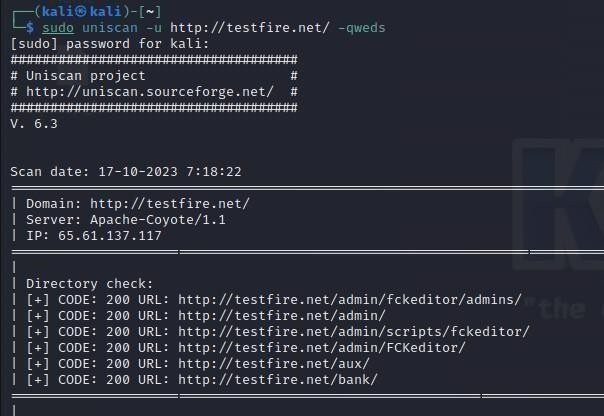 ┌──(kali㉿kali)-[~]
└─$ sudo uniscan -u http://testfire.net/ -qweds
[sudo] password for kali:
####################################
# Uniscan project                  #
# http://uniscan.sourceforge.net/  #
####################################
V. 6.3
Scan date: 17-10-2023 7:18:22
| Domain: http://testfire.net/
| Server: Apache-Coyote/1.1
| IP: 65.61.137.117
|
| Directory check:
| [+] CODE: 200 URL: http://testfire.net/admin/fckeditor/admins/
| [+] CODE: 200 URL: http://testfire.net/admin/
| [+] CODE: 200 URL: http://testfire.net/admin/scripts/fckeditor/
| [+] CODE: 200 URL: http://testfire.net/admin/FCKeditor/
| [+] CODE: 200 URL: http://testfire.net/aux/
| [+] CODE: 200 URL: http://testfire.net/bank/
|
K
"the